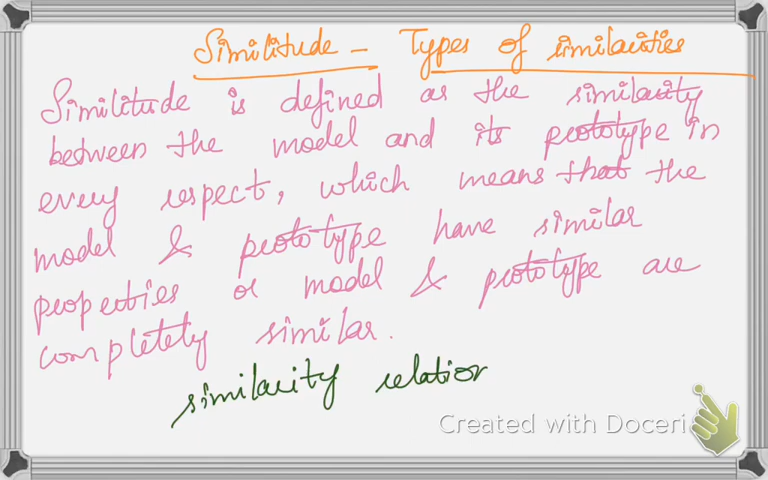 Similitude - Types of similarities
Similitude is defined as the similarity
between the model and its prototype in
every respect, which means that the
model & prototype have similar
properties or model & prototype are
completely similar.
similarity relation
Created with Doceri